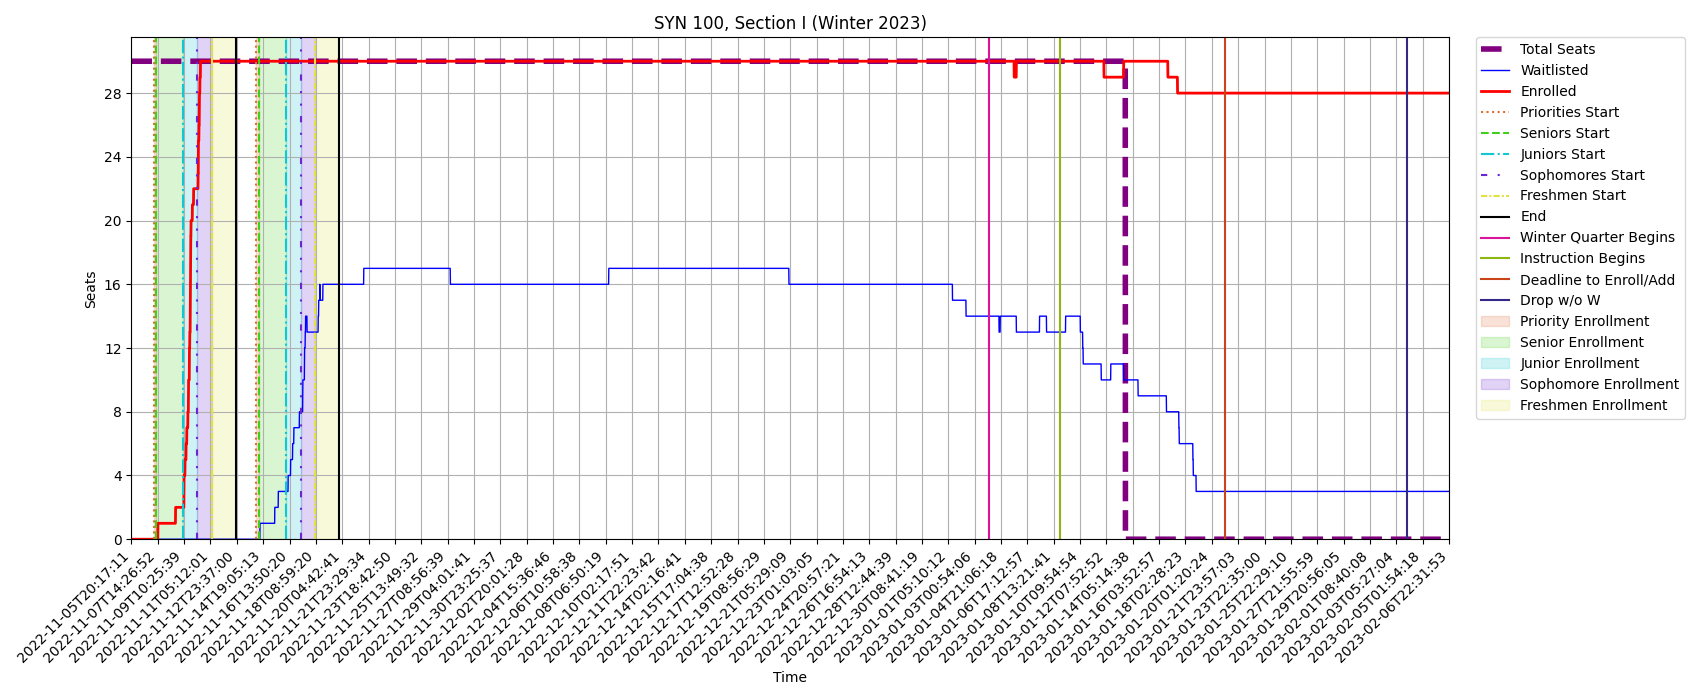 SYN 100, Section I (Winter 2023)
Seats
28
24
20
16
12
8
4
0
2022-11-05T20:17:11
2022-11-07T14:26:52
2022-11-09T10:25:39
2022-11-11T05:12:01
2022-11-12T23:37:00
2022-11-14T19:05:13
2022-11-16T13:50:20
2022-11-18T08:59:20
2022-11-20T04:42:41
2022-11-21T23:29:34
2022-11-23T18:42:50
2022-11-25T13:49:32
2022-11-27T08:56:39
2022-11-29T04:01:41
2022-11-30T23:25:37
2022-12-02T20:01:28
2022-12-04T15:36:46
2022-12-06T10:58:38
2022-12-08T06:50:19
2022-12-10T02:17:51
2022-12-11T22:23:42
2022-12-14T02:16:41
2022-12-15T17:04:38
2022-12-17T12:52:28
2022-12-19T08:56:29
2022-12-21T05:29:09
2022-12-23T01:03:05
2022-12-24T20:57:21
2022-12-26T16:54:13
2022-12-28T12:44:39
2022-12-30T08:41:19
2023-01-01T05:10:12
2023-01-03T00:54:05
2023-01-04T21:06:18
2023-01-06T17:12:57
2023-01-08T13:21:41
2023-01-10T09:54:54
2023-01-12T07:52:52
2023-01-14T05:14:38
2023-01-16T03:52:57
2023-01-18T02:28:23
2023-01-20T01:20:24
2023-01-21T23:57:03
2023-01-23T22:35:00
2023-01-25T22:29:10
2023-01-27T21:55:59
2023-01-29T20:56:05
2023-02-01T08:40:08
2023-02-03T05:27:04
2023-02-05T01:54:18
2023-02-06T22:31:53
Time
Total Seats
Waitlisted
Enrolled
Priorities Start
Seniors Start
Juniors Start
Sophomores Start
Freshmen Start
End
Winter Quarter Begins
Instruction Begins
Deadline to Enroll/Add
Drop w/o W
Priority Enrollment
Senior Enrollment
Junior Enrollment
Sophomore Enrollment
Freshmen Enrollment